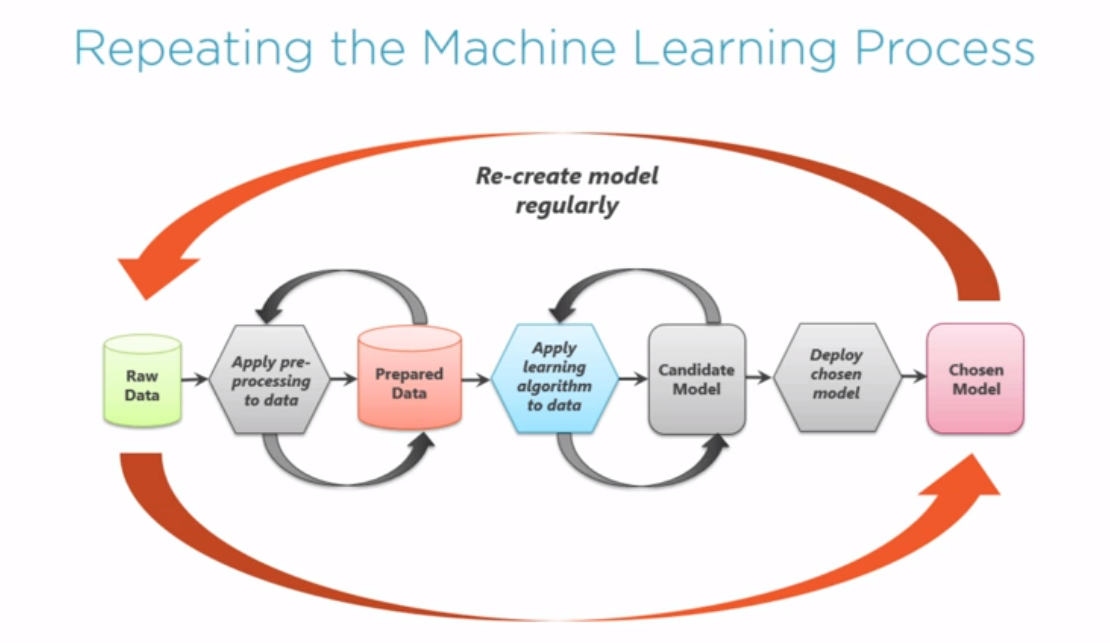 Repeating the Machine Learning Process
Re-create model
regularly
Raw
Data
Apply pre-
processing
to data
Prepared
Data
Apply
learning
algorithm
to data
Candidate
Model
Deploy
chosen
model
Chosen
Model